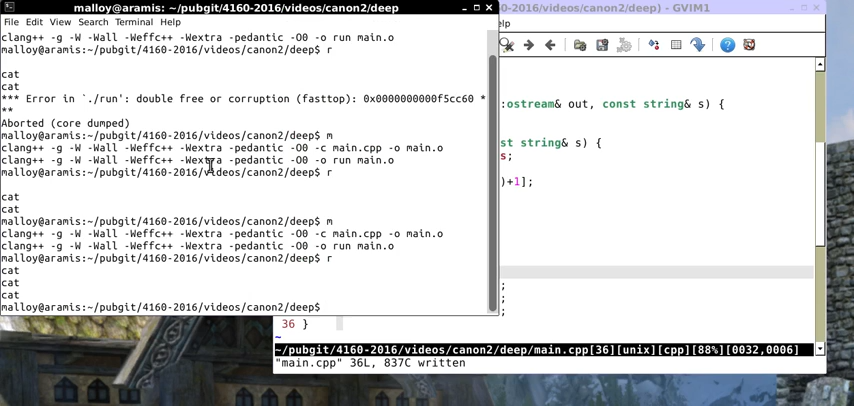 malloy@aramis: ~/pubgit/4160-2016/videos/canon2/deep
File Edit View Search Terminal Help
clang++ -g -W -Wall -Weffc++ -Wextra -pedantic -O0 -o run main.o
malloy@aramis:~/pubgit/4160-2016/videos/canon2/deep$ r
cat
cat
*** Error in `./run': double free or corruption (fasttop): 0x0000000000f5cc60 *
**
Aborted (core dumped)
malloy@aramis:~/pubgit/4160-2016/videos/canon2/deep$ m
clang++ -g -W -Wall -Weffc++ -Wextra -pedantic -O0 -c main.cpp -o main.o
clang++ -g -W -Wall -Weffc++ -Wextra -pedantic -O0 -o run main.o
malloy@aramis:~/pubgit/4160-2016/videos/canon2/deep$ r
cat
cat
malloy@aramis:~/pubgit/4160-2016/videos/canon2/deep$ m
clang++ -g -W -Wall -Weffc++ -Wextra -pedantic -O0 -c main.cpp -o main.o
clang++ -g -W -Wall -Weffc++ -Wextra -pedantic -O0 -o run main.o
malloy@aramis:~/pubgit/4160-2016/videos/canon2/deep$ r
cat
cat
cat
malloy@aramis:~/pubgit/4160-2016/videos/canon2/deep$
0-2016/videos/canon2/deep) - GVIM1
elp
:ostream& out, const string& s) {
st string& s) {
s;
)+1];
;
;
;
36 }
~
~/pubgit/4160-2016/videos/canon2/deep/main.cpp[36][unix][cpp][88%][0032,0006]
"main.cpp" 36L, 837C written